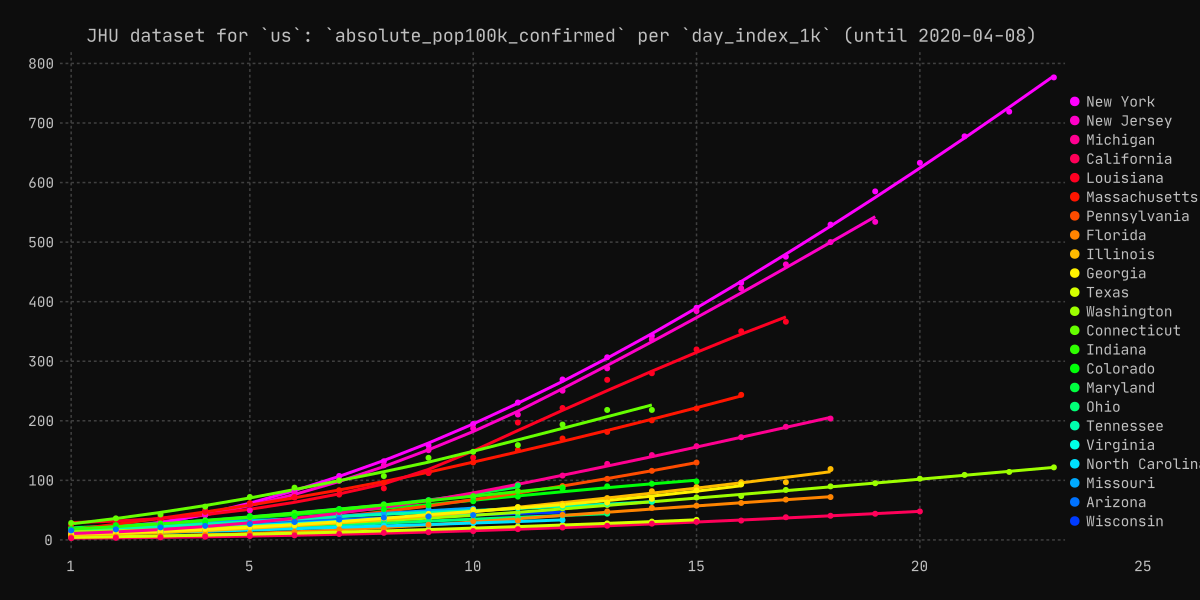 JHU dataset for `us`: `absolute_pop100k_confirmed` per `day_index_1k` (until 2020-04-08)
800
700
600
500
400
300
200
100
0
1
5
10
15
20
25
New York
New Jersey
Michigan
California
Louisiana
Massachusetts
Pennsylvania
Florida
Illinois
Georgia
Texas
Washington
Connecticut
Indiana
Colorado
Maryland
Ohio
Tennessee
Virginia
North Carolina
Missouri
Arizona
Wisconsin